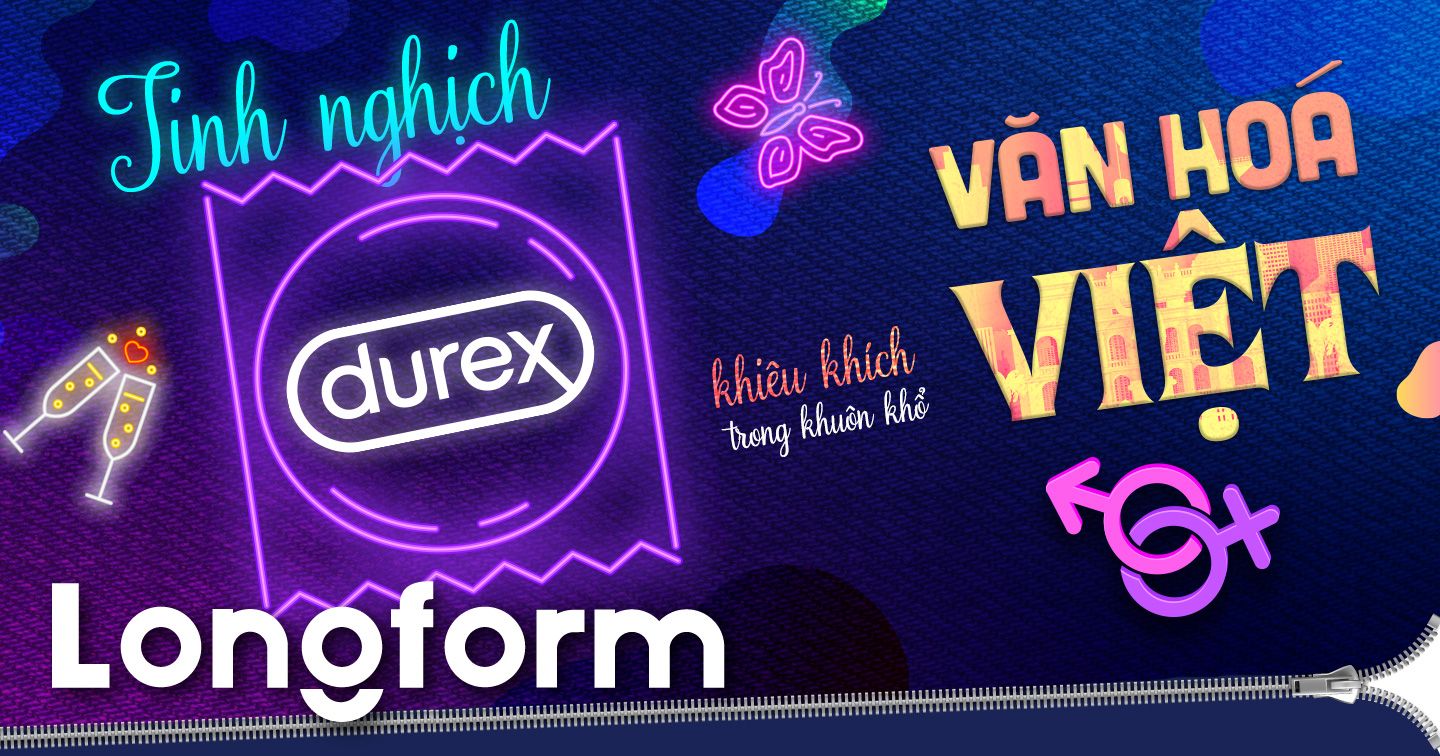 Tinh nghịch
durex
khiêu khích
trong khuôn khổ
VĂN HOÁ
VIỆT
Longform